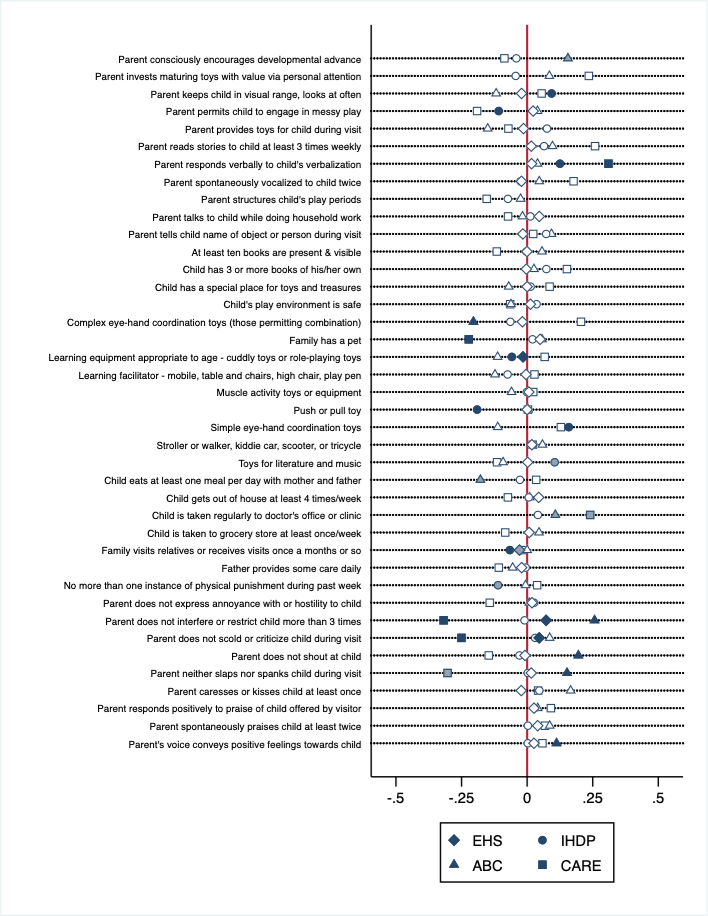 Parent consciously encourages developmental advance
Parent invests maturing toys with value via personal attention
Parent keeps child in visual range, looks at often
Parent permits child to engage in messy play
Parent provides toys for child during visit
Parent reads stories to child at least 3 times weekly
Parent responds verbally to child's verbalization
Parent spontaneously vocalized to child twice
Parent structures child's play periods
Parent talks to child while doing household work
Parent tells child name of object or person during visit
At least ten books are present & visible
Child has 3 or more books of his/her own
Child has a special place for toys and treasures
Child's play environment is safe
Complex eye-hand coordination toys (those permitting combination)
Family has a pet
Learning equipment appropriate to age - cuddly toys or role-playing toys
Learning facilitator - mobile, table and chairs, high chair, play pen
Muscle activity toys or equipment
Push or pull toy
Simple eye-hand coordination toys
Stroller or walker, kiddie car, scooter, or tricycle
Toys for literature and music
Child eats at least one meal per day with mother and father
Child gets out of house at least 4 times/week
Child is taken regularly to doctor's office or clinic
Child is taken to grocery store at least once/week
Family visits relatives or receives visits once a months or so
Father provides some care daily
No more than one instance of physical punishment during past week
Parent does not express annoyance with or hostility to child
Parent does not interfere or restrict child more than 3 times
Parent does not scold or criticize child during visit
Parent does not shout at child
Parent neither slaps nor spanks child during visit
Parent caresses or kisses child at least once
Parent responds positively to praise of child offered by visitor
Parent spontaneously praises child at least twice
Parent's voice conveys positive feelings towards child
-.5 -.25 0 .25 .5
EHS IHDP
ABC CARE